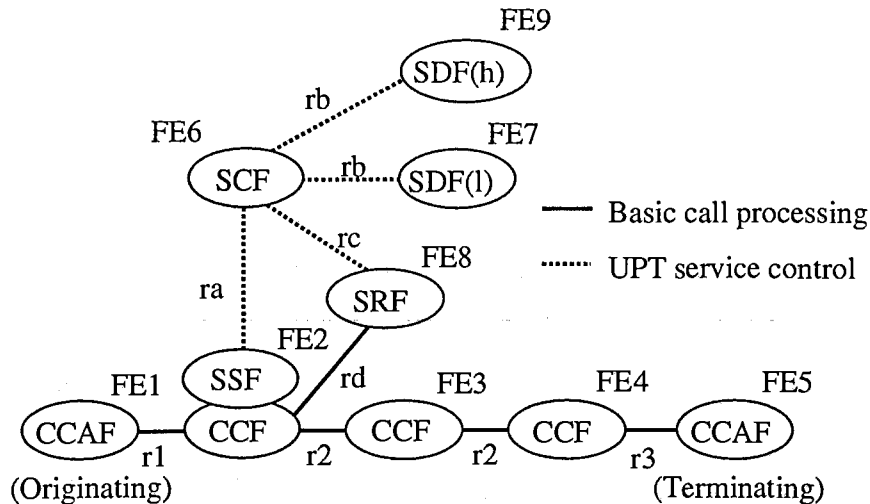 FE9
SDF(h)
rb
FE6
FE7
SCF
rb
SDF(l)
Basic call processing
rc
FE8
UPT service control
ra
SRF
FE2
SSF
rd
FE1
FE3
FE4
FE5
CCAF
CCF
CCF
CCF
CCAF
r1
r2
r2
r3
(Originating)
(Terminating)